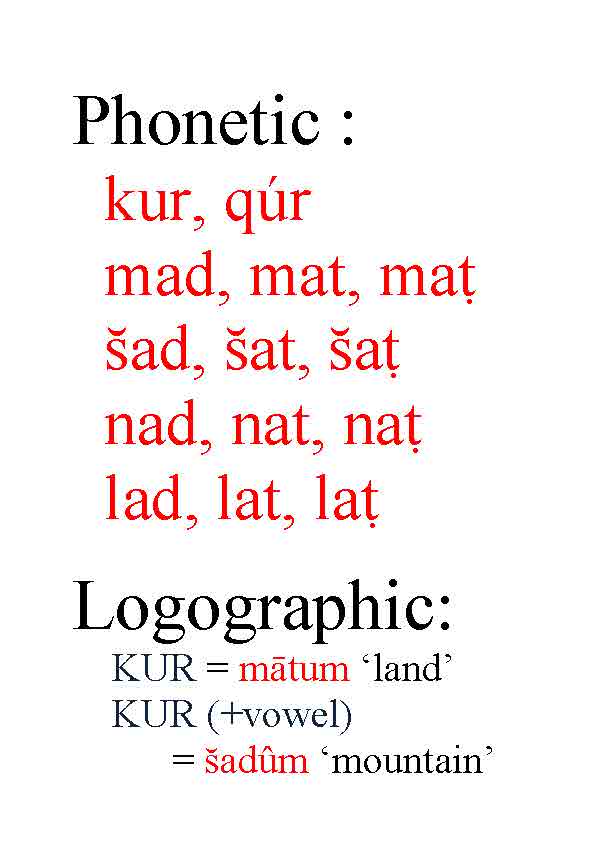 Phonetic :
kur, qúr
mad, mat, maṭ
šad, šat, šaṭ
nad, nat, naṭ
lad, lat, laṭ
Logographic:
KUR = mātum ‘land’
KUR (+vowel)
= šadûm ‘mountain’